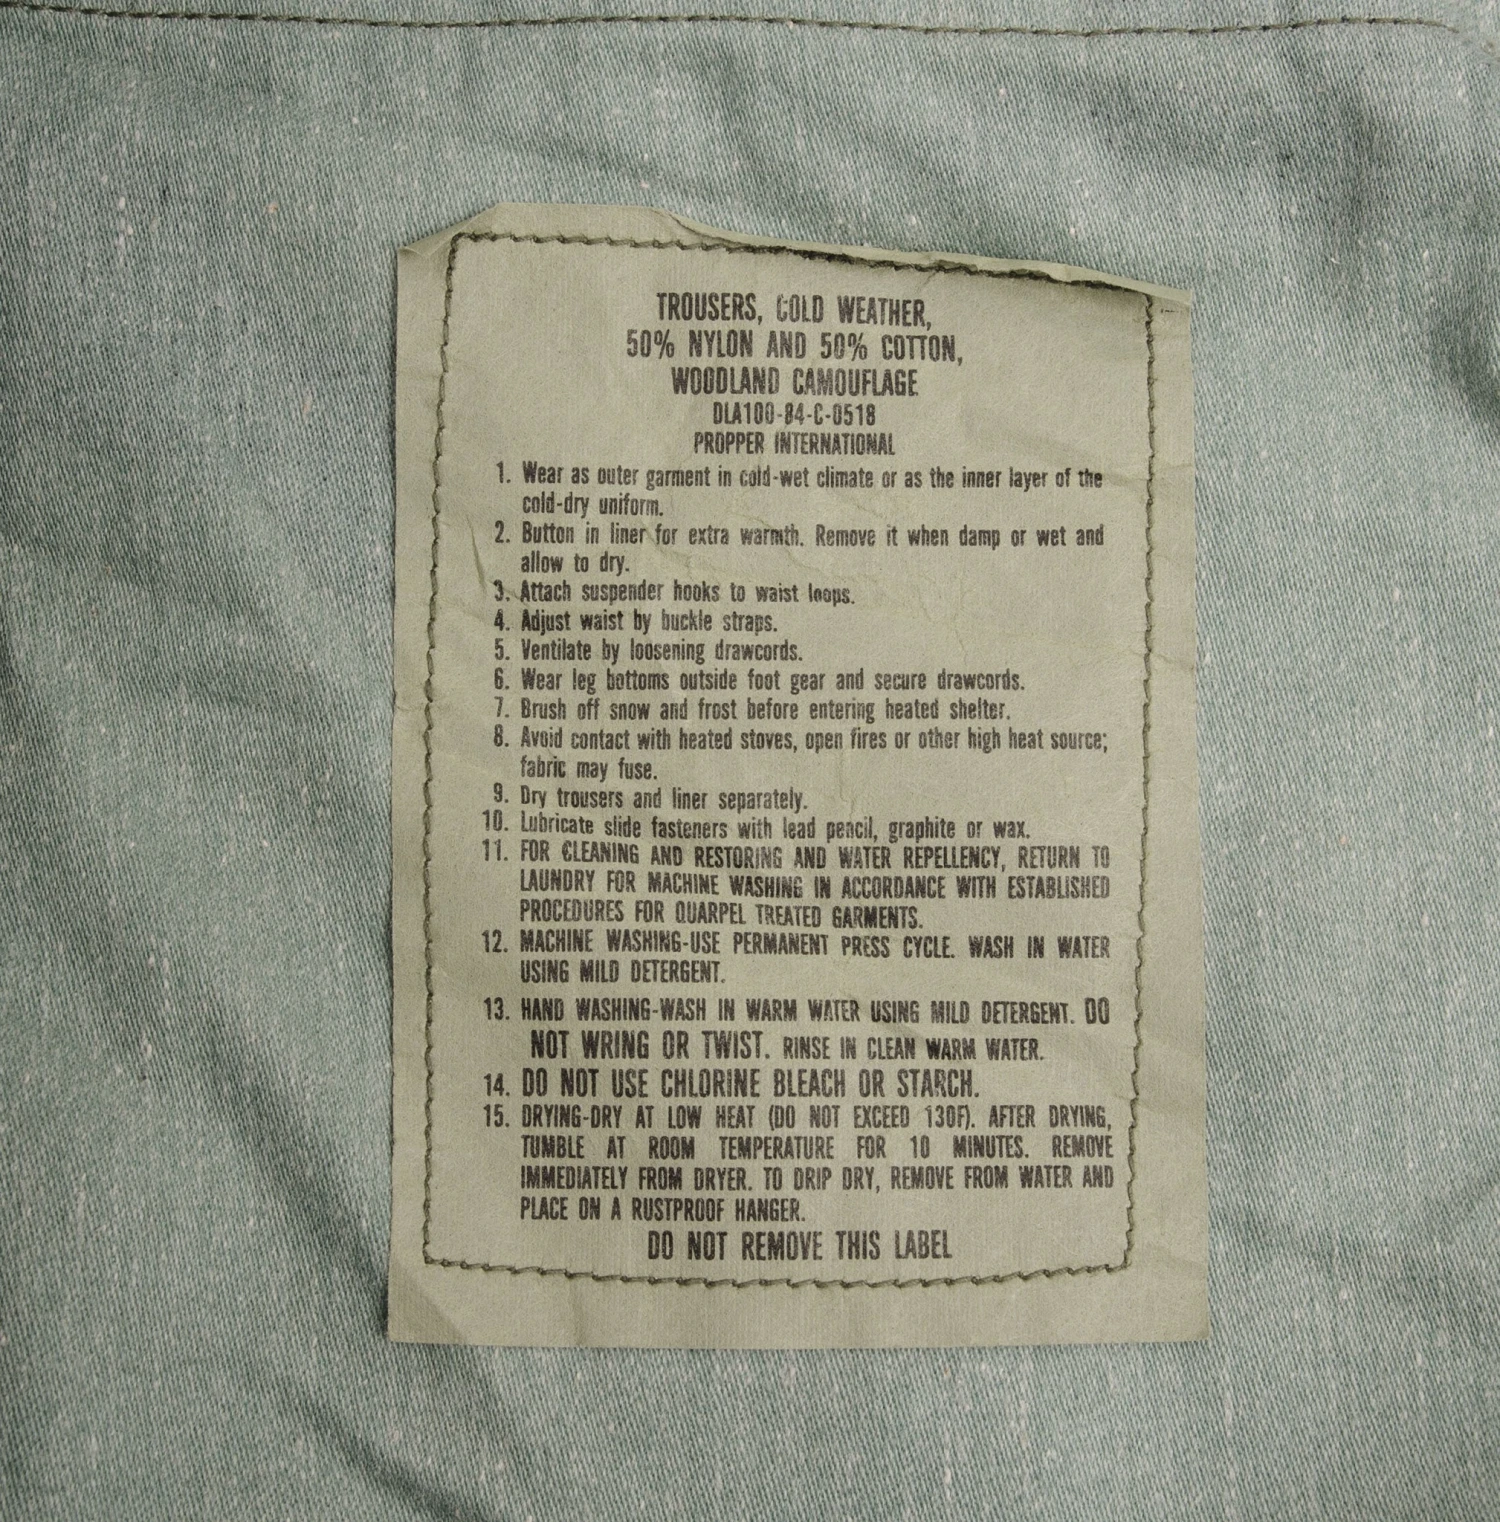 TROUSERS, COLD WEATHER,
50% NYLON AND 50% COTTON,
WOODLAND CAMOUFLAGE
DLA100-84-C-0518
PROPPER INTERNATIONAL
1. Wear as outer garment in cold-wet climate or as the inner layer of the
cold-dry uniform.
2. Button in liner for extra warmth. Remove it when damp or wet and
allow to dry.
3. Attach suspender hooks to waist loops.
4. Adjust waist by buckle straps.
5. Ventilate by loosening drawcords.
6. Wear leg bottoms outside foot gear and secure drawcords.
7. Brush off snow and frost before entering heated shelter.
8. Avoid contact with heated stoves, open fires or other high heat source;
fabric may fuse.
9. Dry trousers and liner separately.
10. Lubricate slide fasteners with lead pencil, graphite or wax.
11. FOR CLEANING AND RESTORING AND WATER REPELLENCY, RETURN TO
LAUNDRY FOR MACHINE WASHING IN ACCORDANCE WITH ESTABLISHED
PROCEDURES FOR QUARPEL TREATED GARMENTS.
12. MACHINE WASHING-USE PERMANENT PRESS CYCLE. WASH IN WATER
USING MILD DETERGENT.
13. HAND WASHING-WASH IN WARM WATER USING MILD DETERGENT. DO
NOT WRING OR TWIST. RINSE IN CLEAN WARM WATER.
14. DO NOT USE CHLORINE BLEACH OR STARCH.
15. DRYING-DRY AT LOW HEAT (DO NOT EXCEED 130F). AFTER DRYING,
TUMBLE AT ROOM TEMPERATURE FOR 10 MINUTES. REMOVE
IMMEDIATELY FROM DRYER. TO DRIP DRY, REMOVE FROM WATER AND
PLACE ON A RUSTPROOF HANGER.
DO NOT REMOVE THIS LABEL